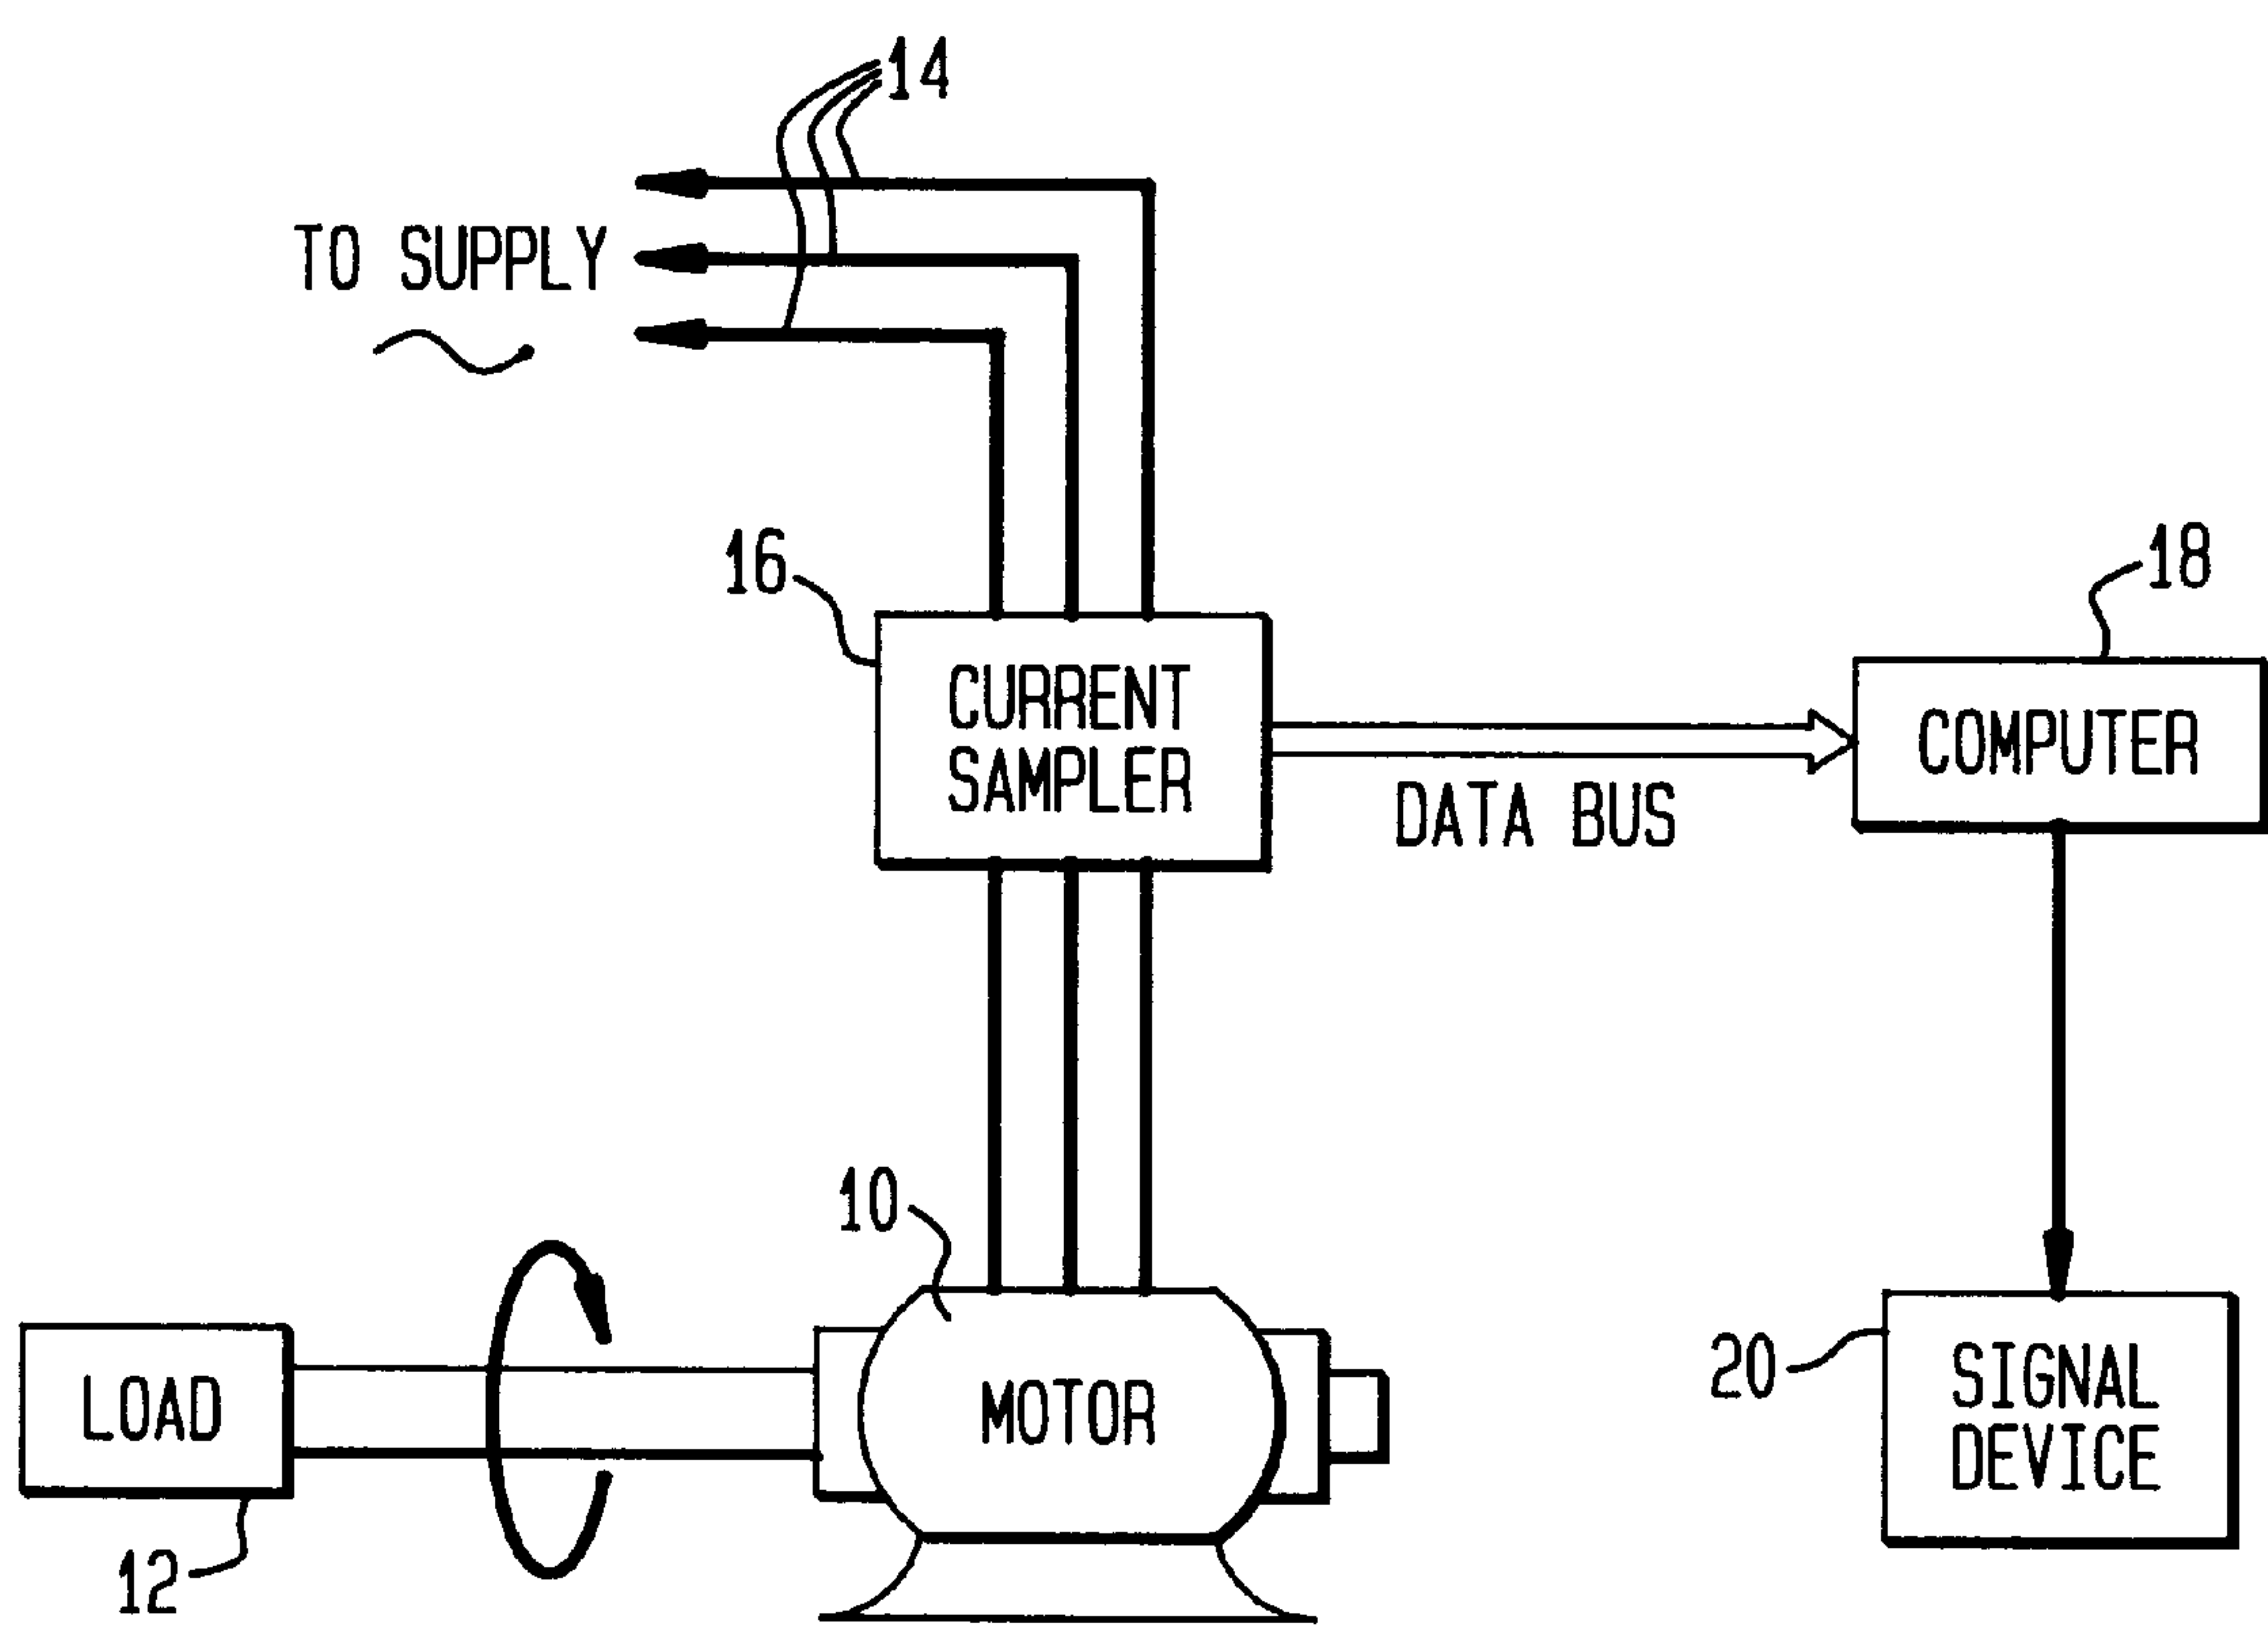 14
TO SUPPLY
16
18
CURRENT
SAMPLER
COMPUTER
DATA BUS
10
LOAD
MOTOR
20
SIGNAL
DEVICE
12